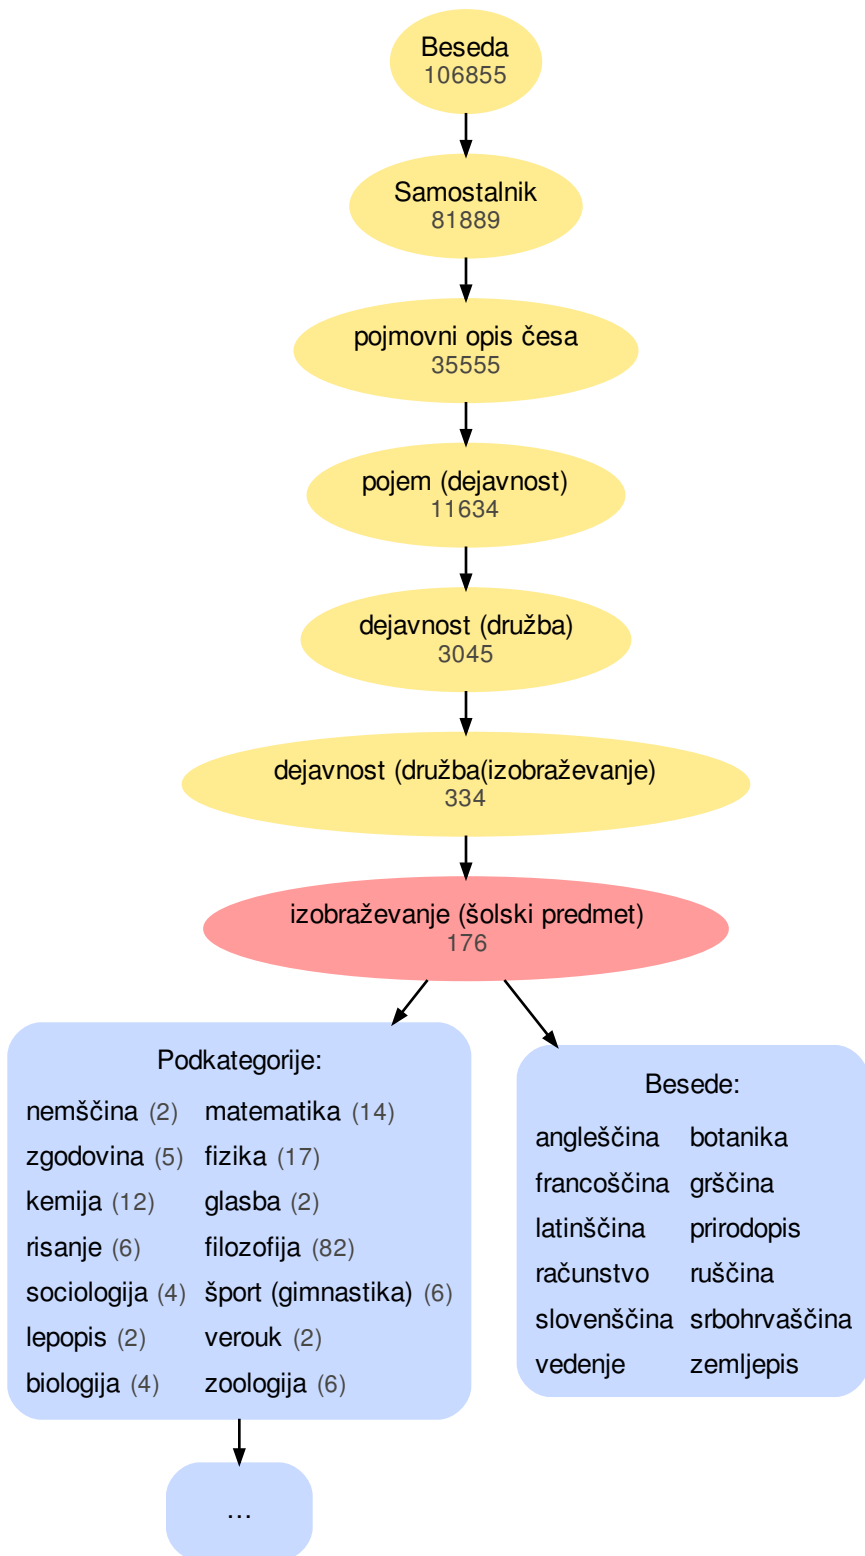 Beseda
106855
Samostalnik
81889
pojmovni opis česa
35555
pojem (dejavnost)
11634
dejavnost (družba)
3045
dejavnost (družba(izobraževanje)
334
izobraževanje (šolski predmet)
176
Podkategorije:
nemščina (2) matematika (14)
zgodovina (5) fizika (17)
kemija (12) glasba (2)
risanje (6) filozofija (82)
sociologija (4) šport (gimnastika) (6)
lepopis (2) verouk (2)
biologija (4) zoologija (6)
Besede:
angleščina botanika
francoščina grščina
latinščina prirodopis
računstvo ruščina
slovenščina srbohrvaščina
vedenje zemljepis
...